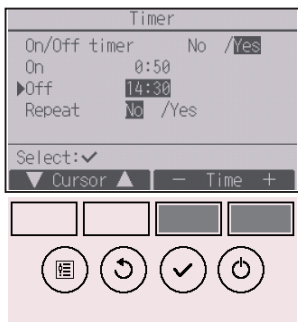 Timer
On/Off timer No /Yes
On 0:50
▶Off 14:30
Repeat No /Yes
Select:✓
▼ Cursor ▲ − Time +